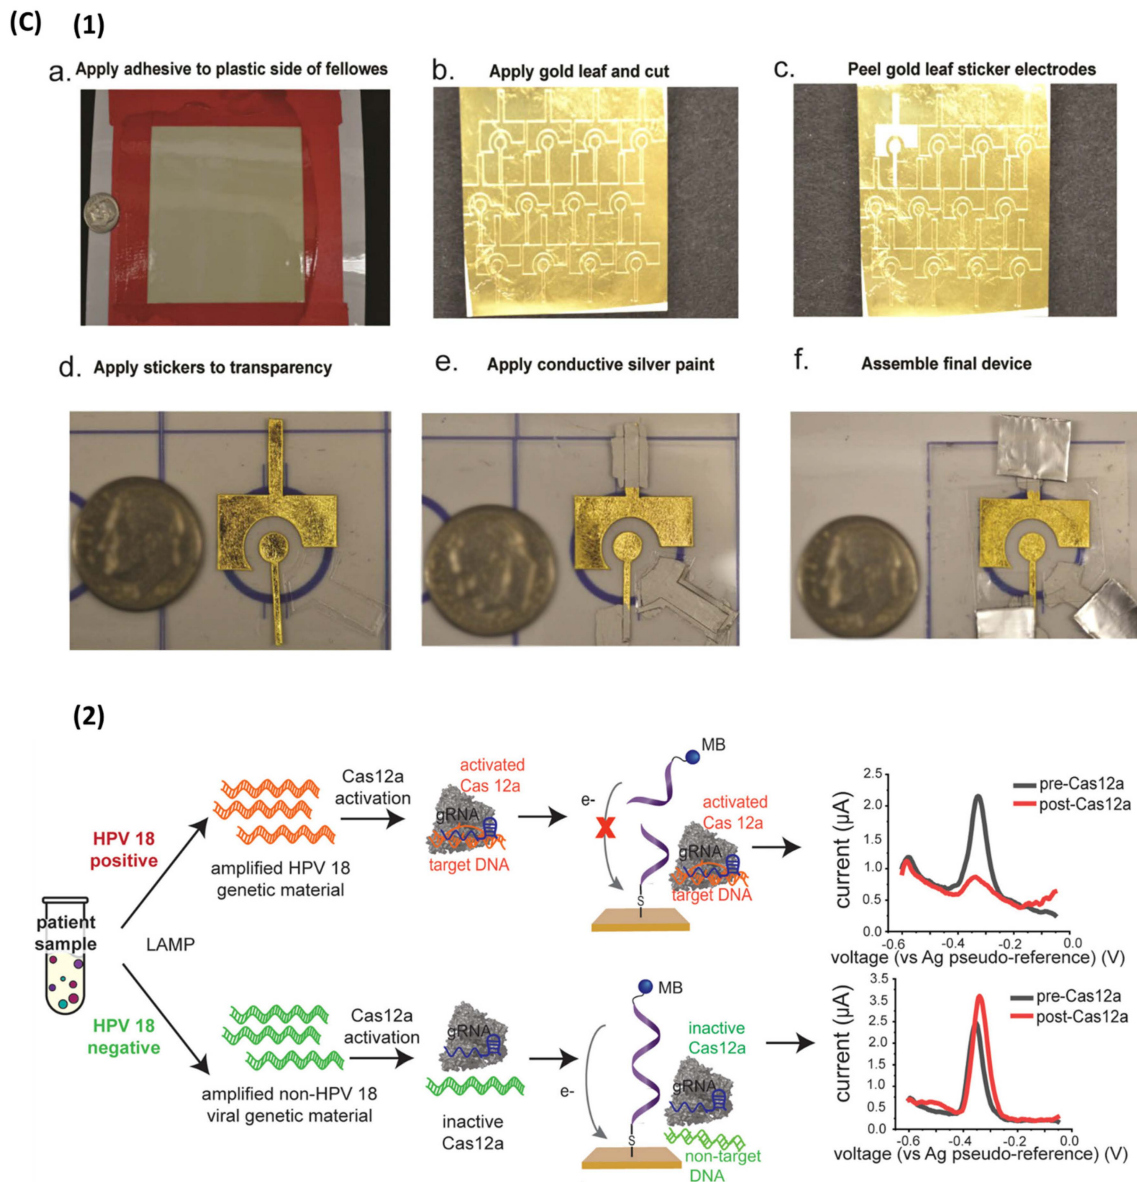 (C) (1)
a. Apply adhesive to plastic side of fellowes
b. Apply gold leaf and cut
c. Peel gold leaf sticker electrodes
d. Apply stickers to transparency
e. Apply conductive silver paint
f. Assemble final device
(2)
HPV 18
positive
patient
sample
LAMP
HPV 18
negative
amplified HPV 18
genetic material
Cas12a
activation
activated
Cas 12a
gRNA
target DNA
e-
X
MB
S
activated
Cas 12a
gRNA
target DNA
current (µA)
2.5
2.0
1.5
1.0
0.5
0.0
-0.6
-0.4
-0.2
0.0
pre-Cas12a
post-Cas12a
voltage (vs Ag pseudo-reference) (V)
amplified non-HPV 18
viral genetic material
Cas12a
activation
gRNA
inactive
Cas12a
e-
MB
S
inactive
Cas12a
gRNA
non-target
DNA
current (µA)
3.5
3.0
2.5
2.0
1.5
1.0
0.5
0.0
-0.6
-0.4
-0.2
0.0
pre-Cas12a
post-Cas12a
voltage (vs Ag pseudo-reference) (V)